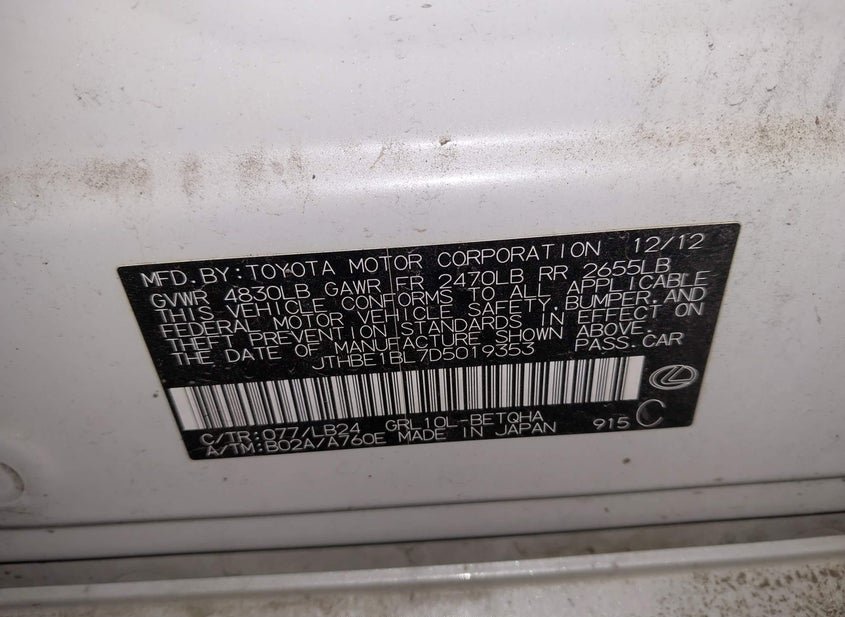 MFD.BY:TOYOTA MOTOR CORPORATION 12/12
GVWR 4830LB GAWR FR 2470LB RR 2655LB
THIS VEHICLE CONFORMS TO ALL APPLICABLE
FEDERAL MOTOR VEHICLE SAFETY, BUMPER, AND
THEFT PREVENTION STANDARDS IN EFFECT ON
THE DATE OF MANUFACTURE SHOWN ABOVE.
JTHBE1BL7D5019353 PASS.CAR
C/TR:077/LB24 GRL10L-BETQHA
A/TM:B02A/A760E MADE IN JAPAN 915 C